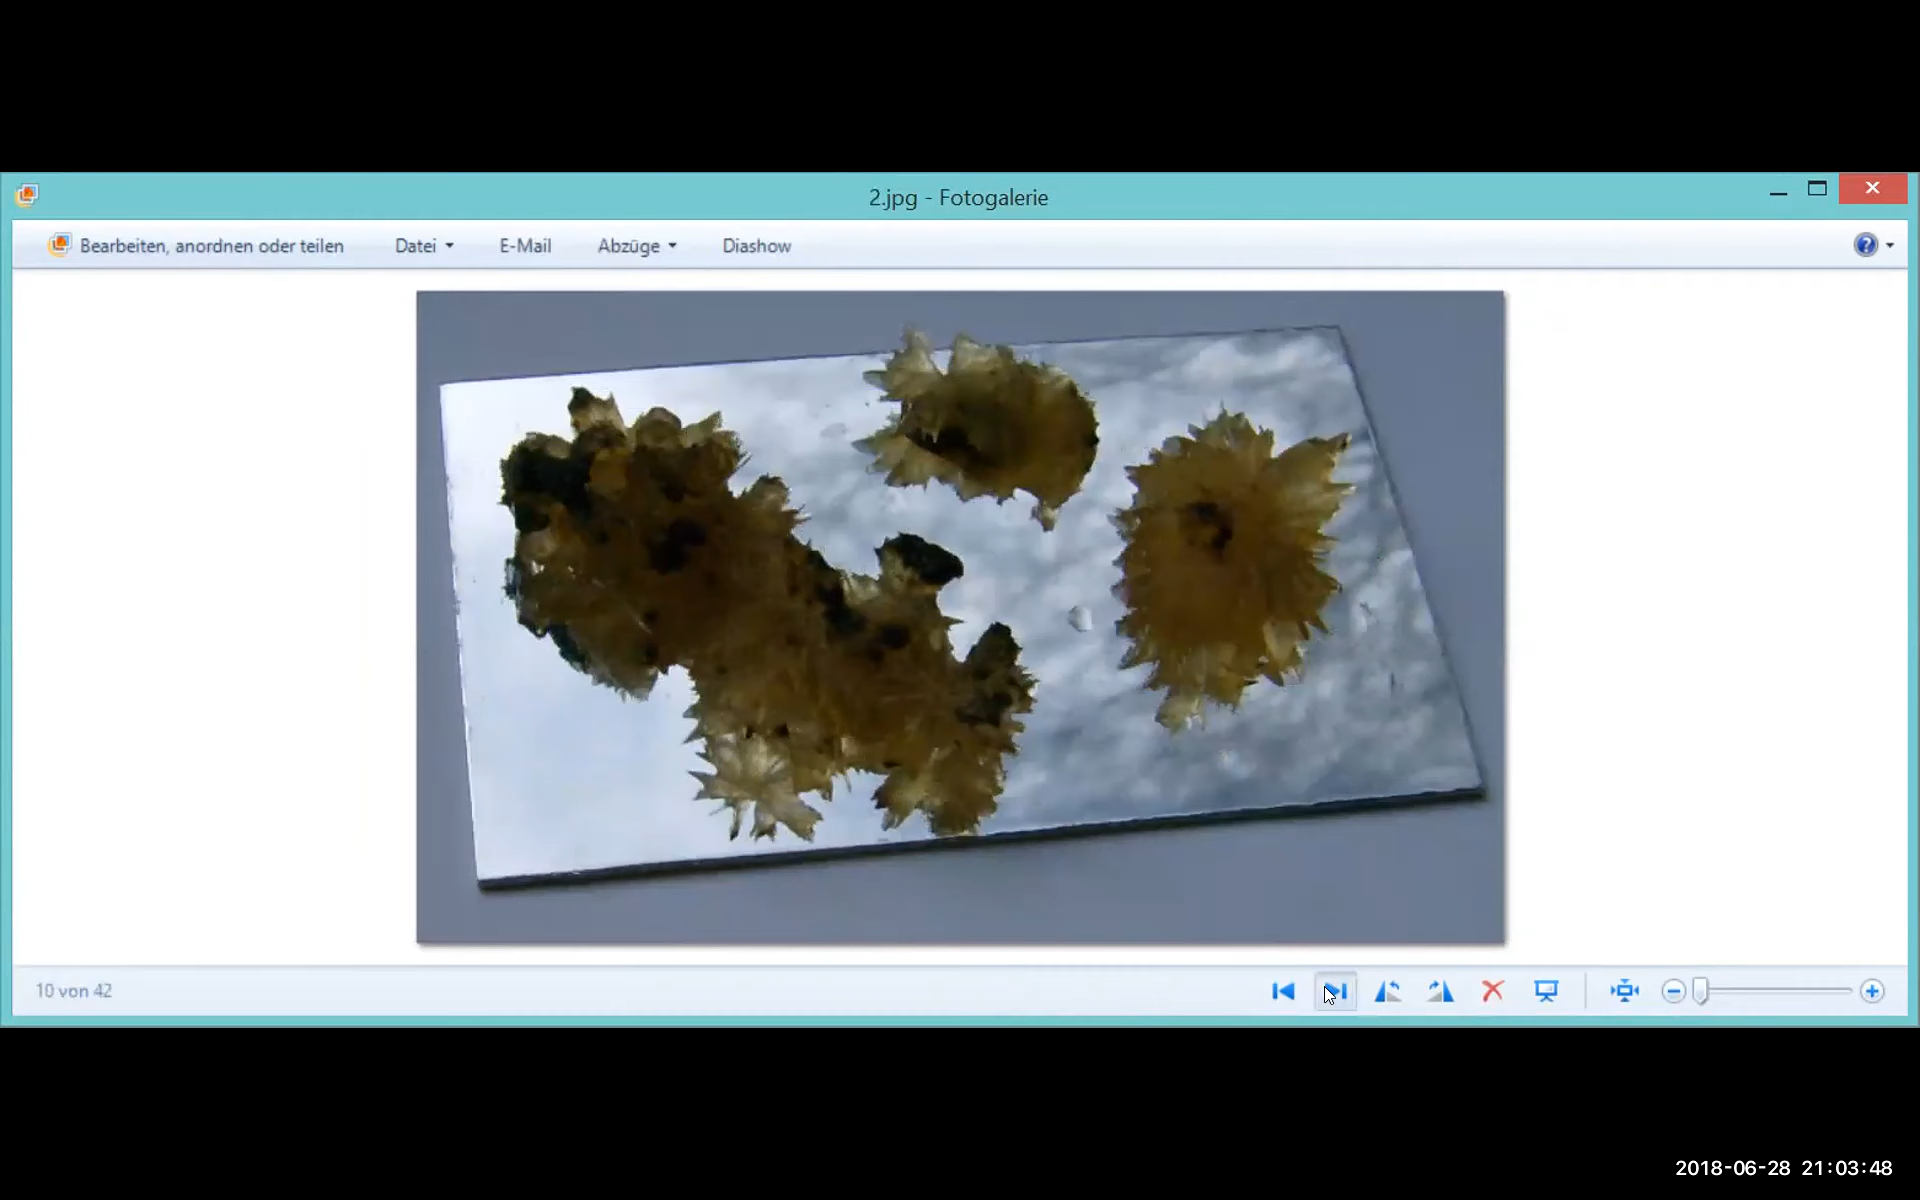 2.jpg - Fotogalerie
Bearbeiten, anordnen oder teilen Datei E-Mail Abzüge Diashow
10 von 42
2018-06-28 21:03:48